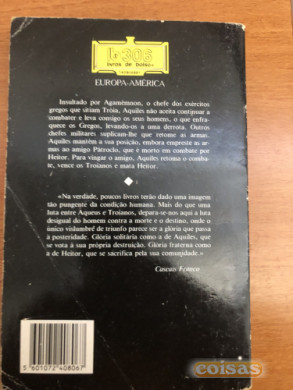 306
livros de bolso
EUROPA-AMÉRICA
Insultado por Agamémnon, o chefe dos exércitos
gregos que sitiam Tróia, Aquiles não aceita continuar a
combater e leva consigo os seus homens, o que enfra-
quece os Gregos, levando-os a uma derrota. Outros
chefes militares suplicam-lhe que retome as armas.
Aquiles mantém a sua posição, embora empreste as ar-
mas ao amigo Pátroclo, que é morto em combate por
Heitor. Para vingar o amigo, Aquiles retoma o comba-
te, vence os Troianos e mata Heitor.
«Na verdade, poucos livros terão dado uma imagem
tão pungente da condição humana. Mais do que uma
luta entre Aqueus e Troianos, depara-se-nos aqui a luta
desigual do homem contra a morte e o destino, onde o
único vislumbre de triunfo parece ser a glória que passa
à posteridade. Glória solitária como a de Aquiles, que
se vota à sua própria destruição. Glória fraterna como
a de Heitor, que se sacrifica pela sua comunidade.»
5601072408067
coisas